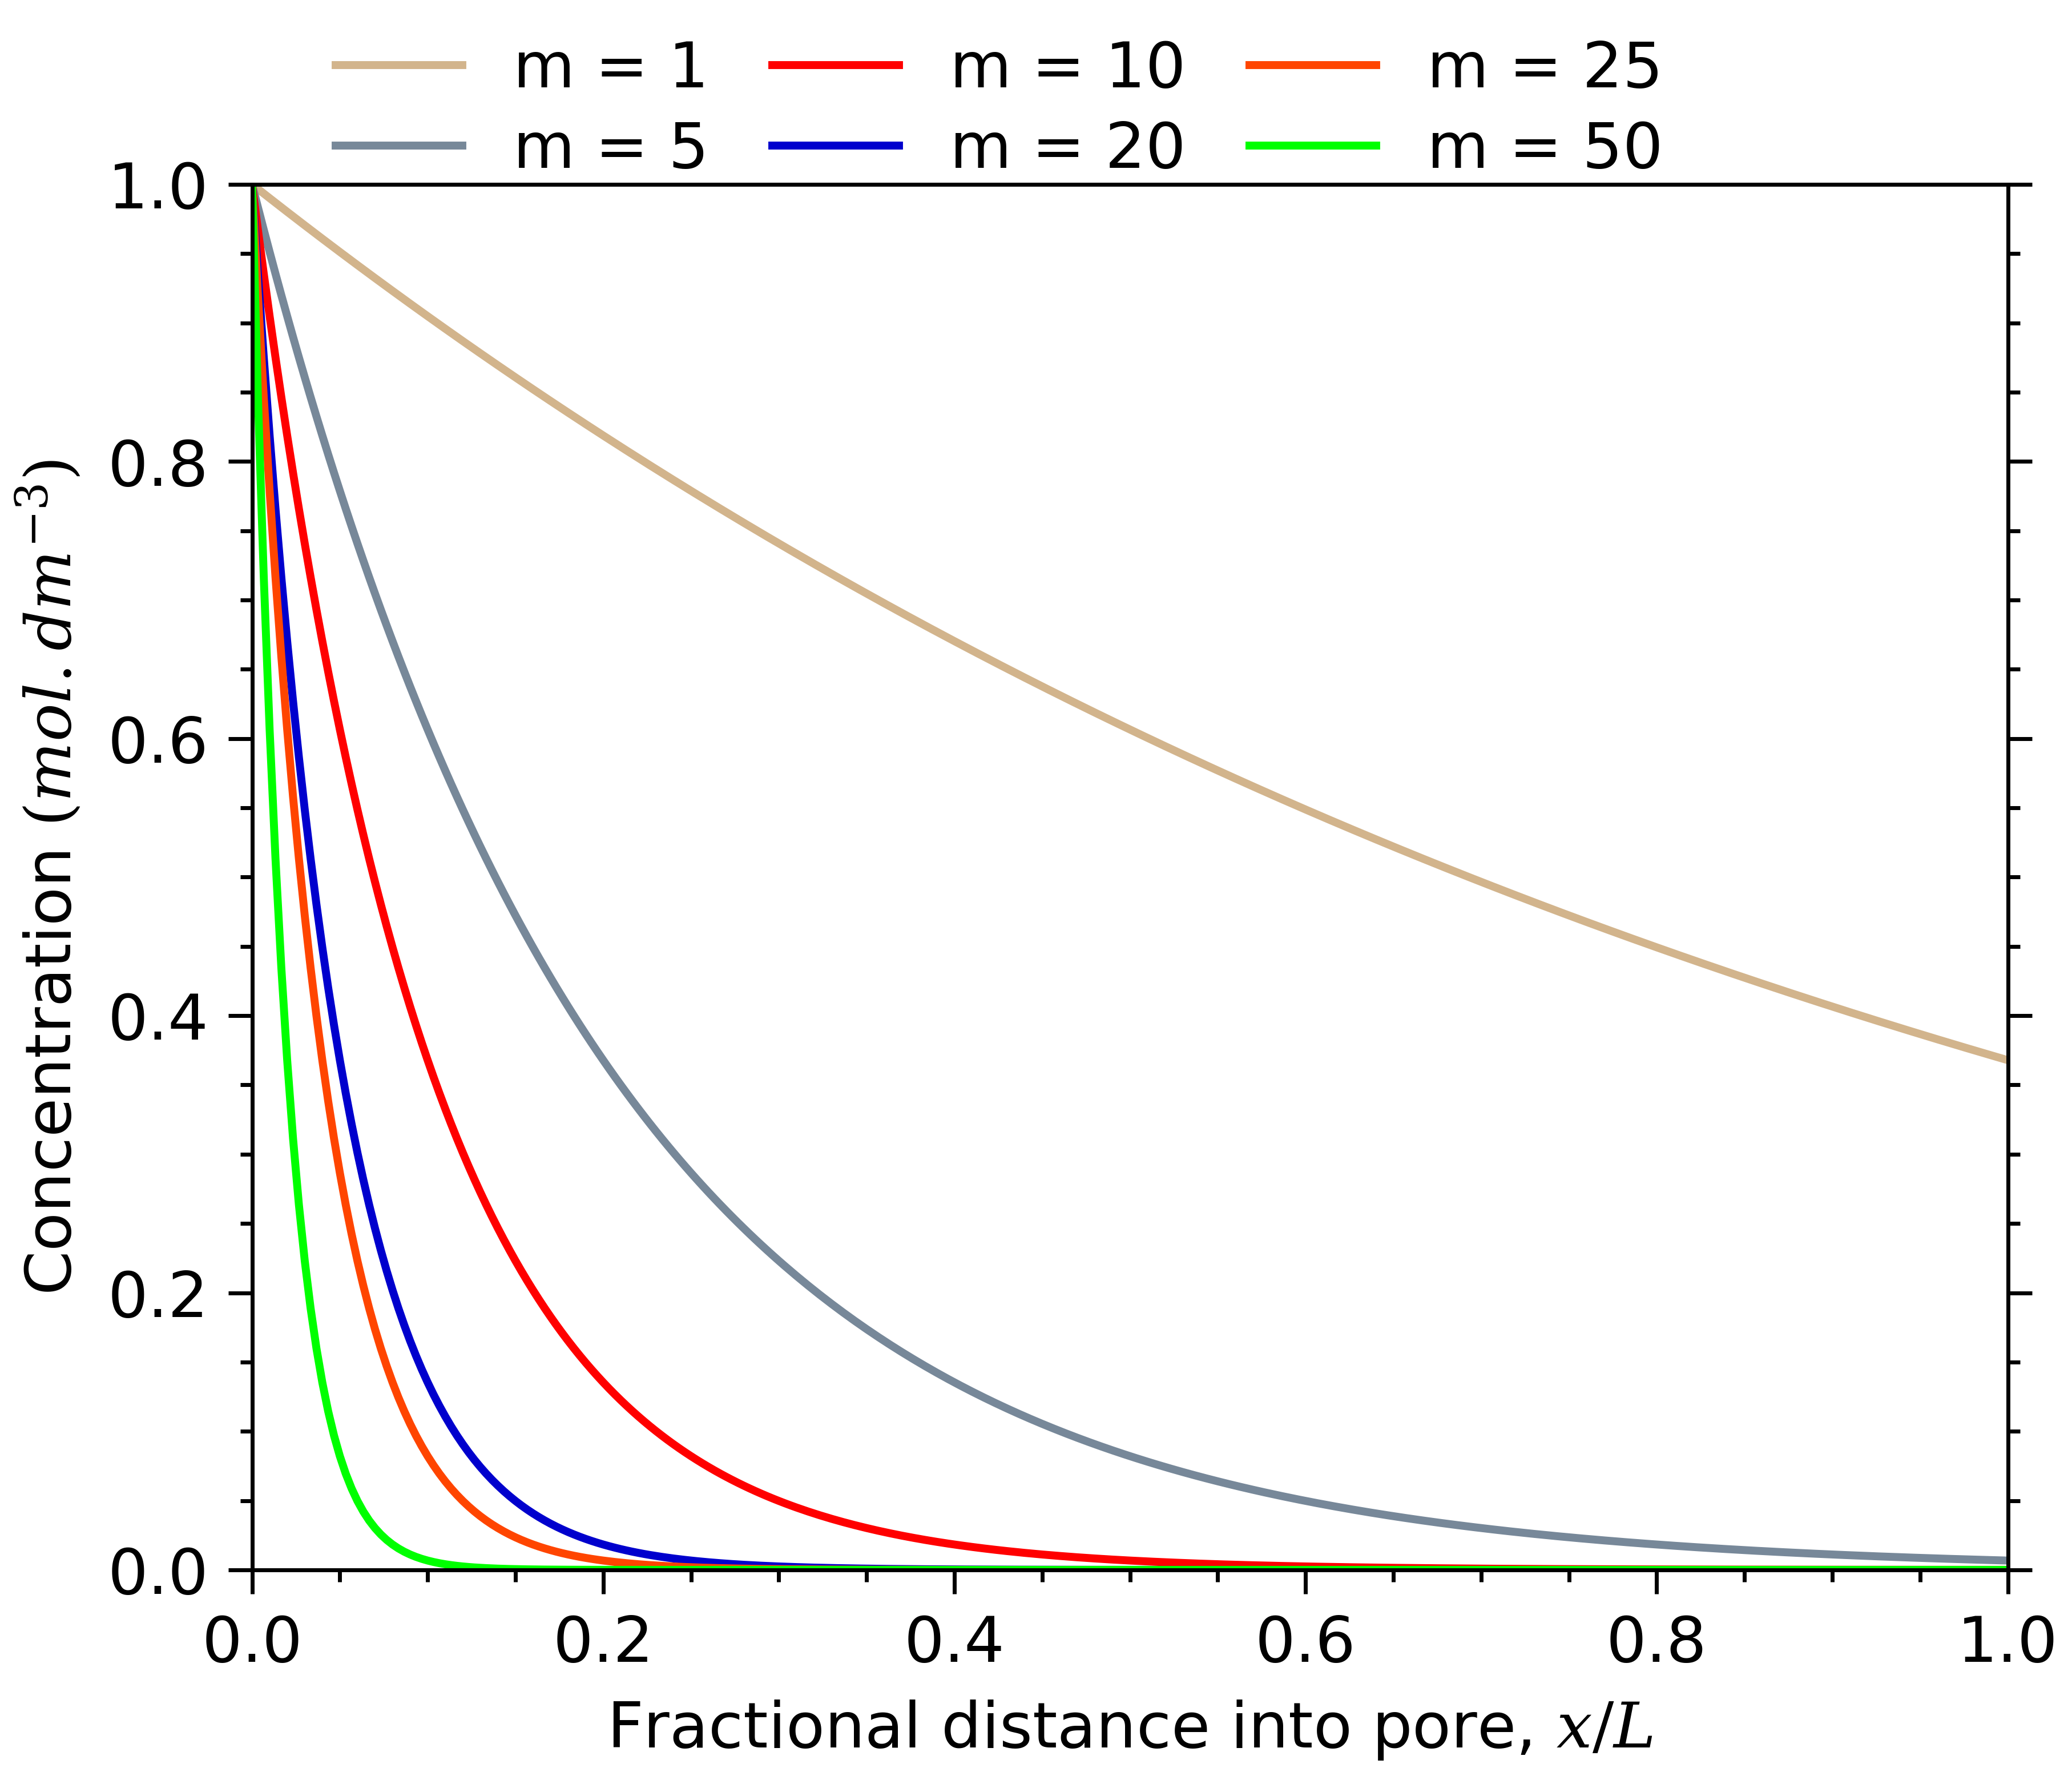 m = 1 m = 10 m = 25
m = 5 m = 20 m = 50
1.0
0.8
0.6
0.4
0.2
0.0
Concentration (mol.dm⁻³)
0.0 0.2 0.4 0.6 0.8 1.0
Fractional distance into pore, x/L